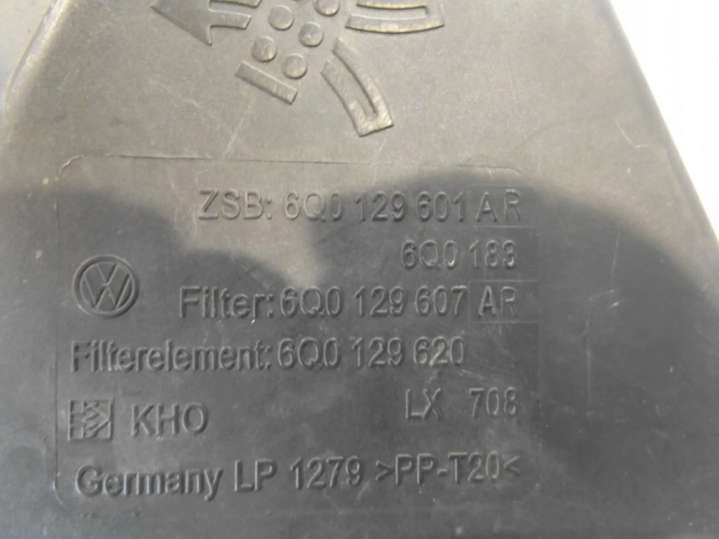 ZSB: 6Q0 129 601 AR
6Q0 183
Filter: 6Q0 129 607 AR
Filterelement: 6Q0 129 620
KHO LX 708
Germany LP 1279 >PP-T20<